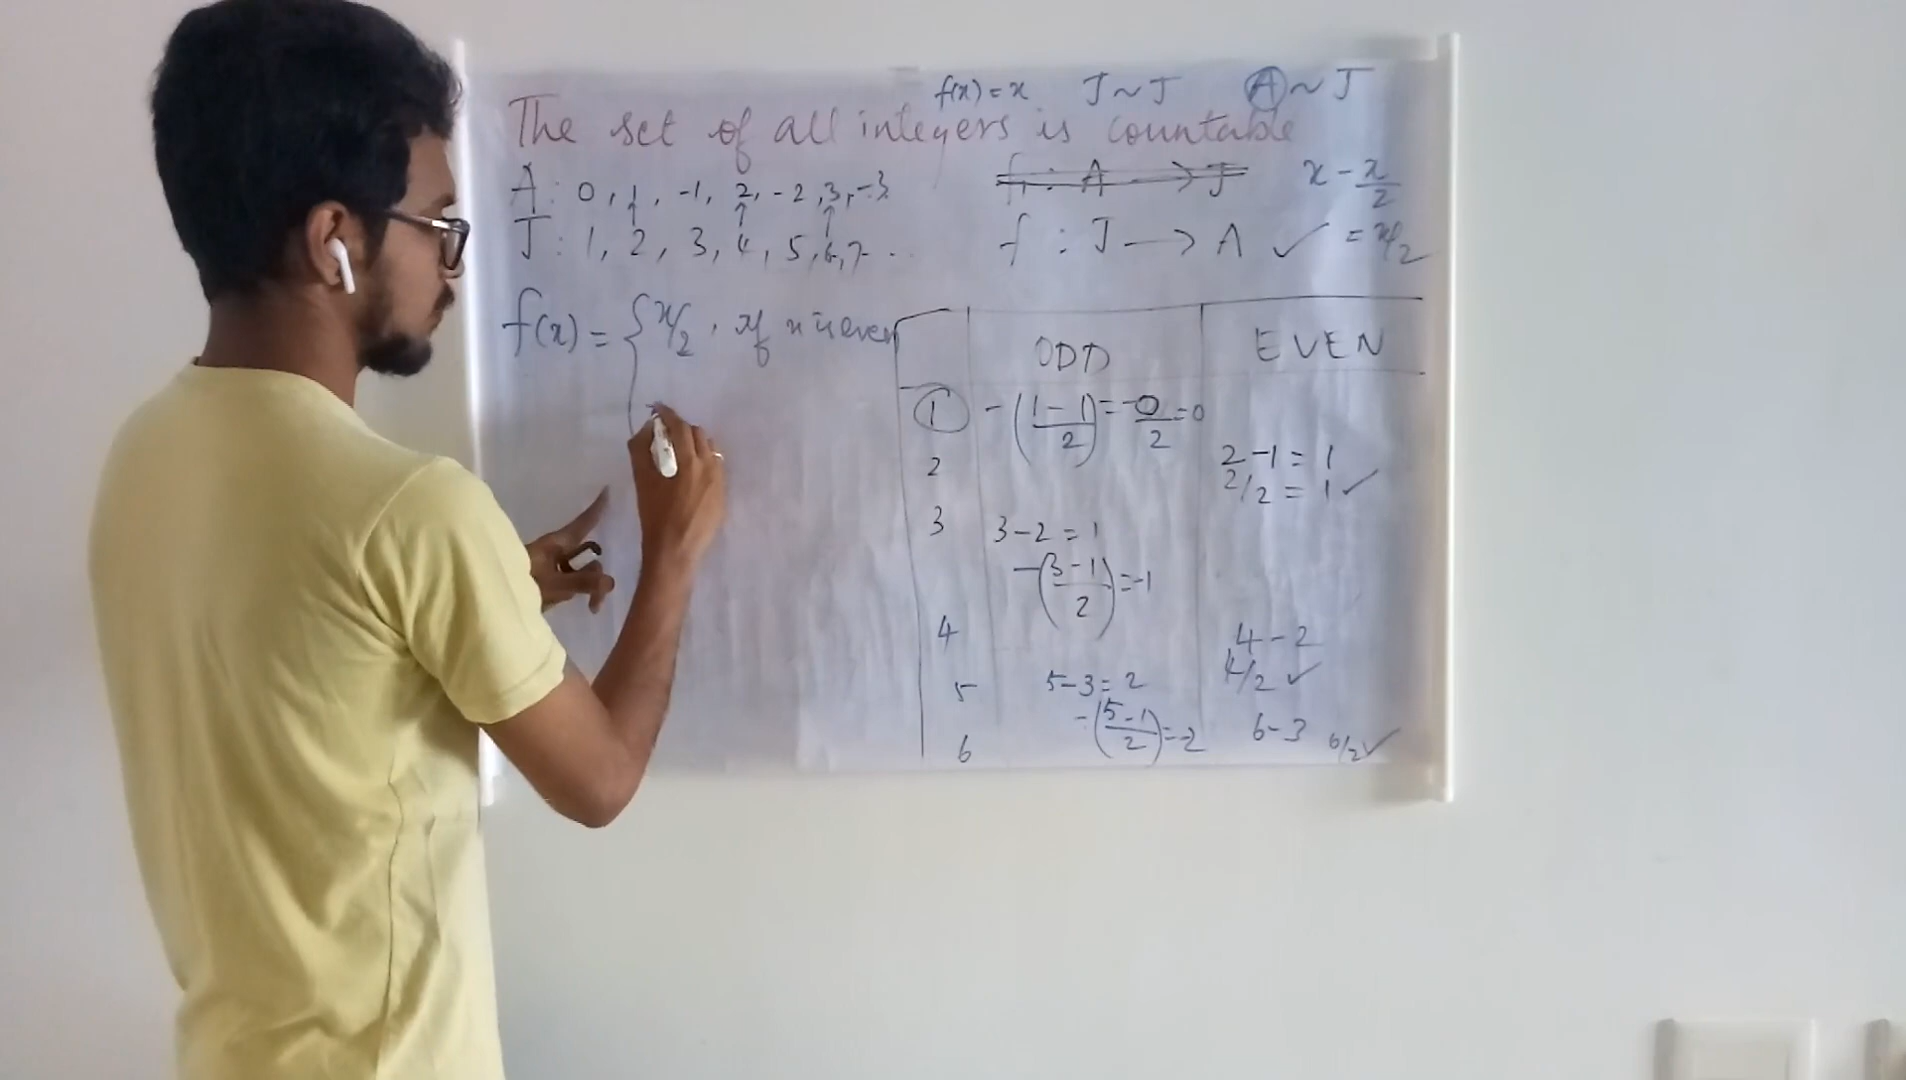 f(x) = x J ~ J A ~ J
The set of all integers is countable
A : 0, 1, -1, 2, -2, 3, -3
f : A → J x - x/2
J : 1, 2, 3, 4, 5, 6, 7 ...
f : J → A ✓ = x/2
f(x) = { x/2, if x is even
ODD EVEN
1 -((1-1)/2) = -0/2 = 0
2 2-1 = 1
2/2 = 1 ✓
3 3-2 = 1
-((3-1)/2) = -1
4 4-2
4/2 ✓
5 5-3 = 2
-((5-1)/2) = -2
6 6-3 6/2 ✓